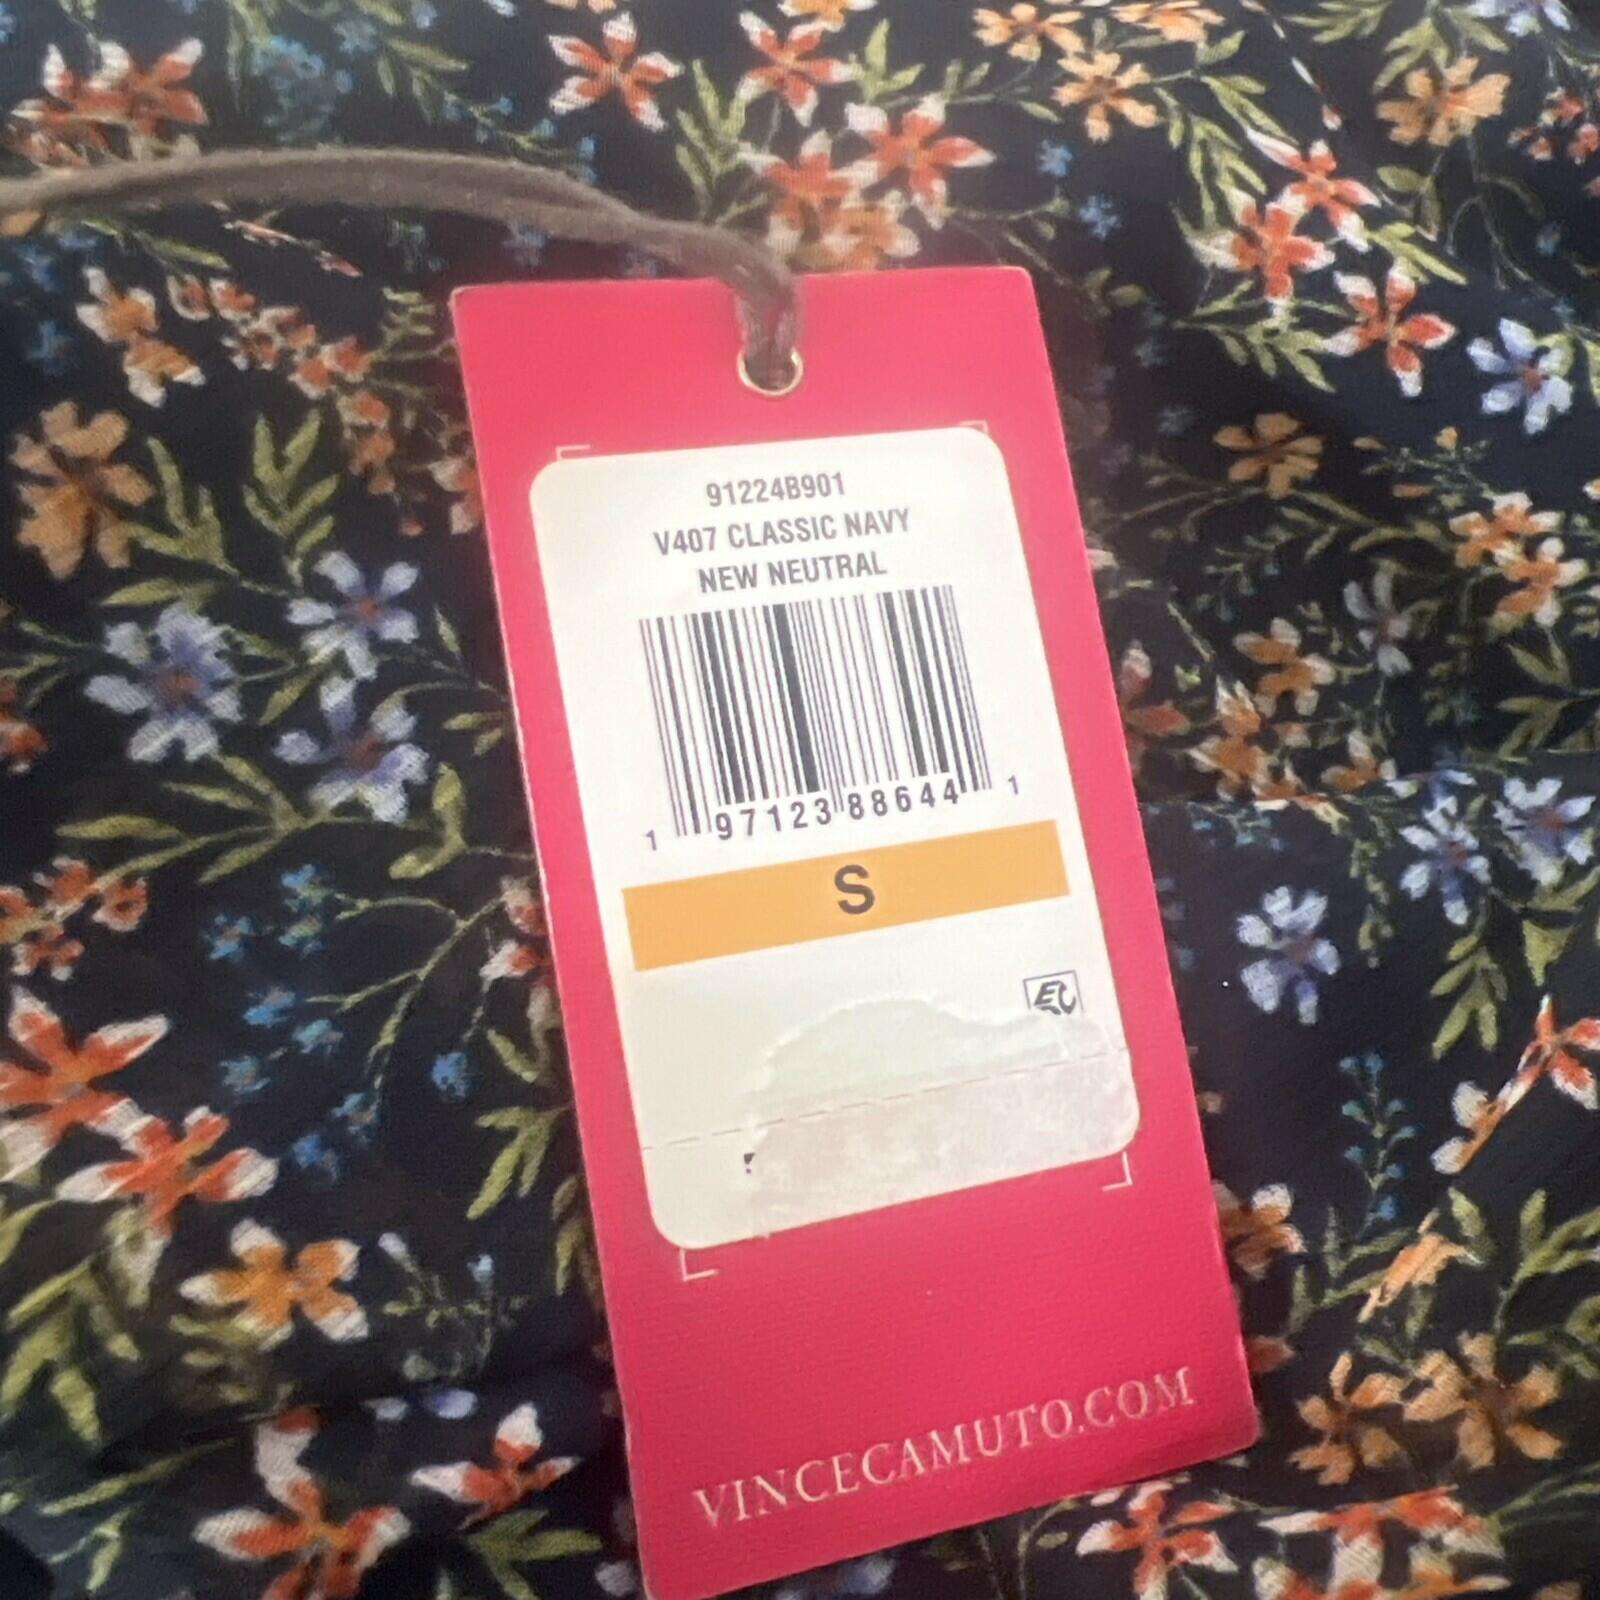 91224B901
V407 CLASSIC NAVY
NEW NEUTRAL
1 97123 88644 1
S
VINCECAMUTO.COM